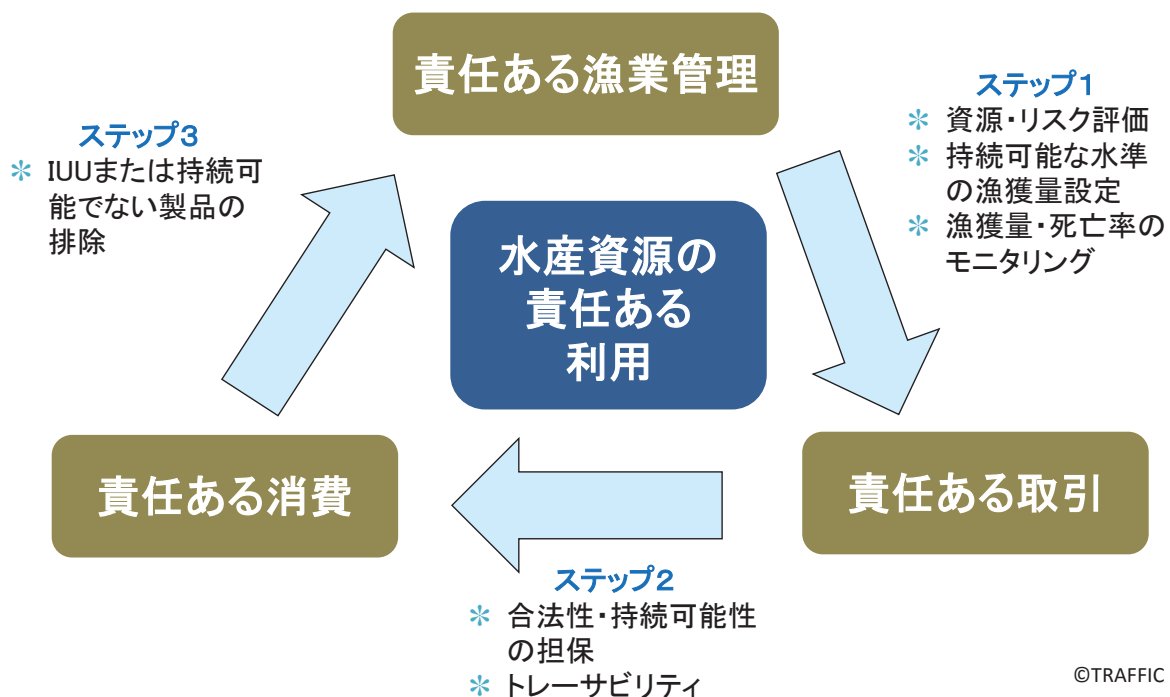 責任ある漁業管理
ステップ1
＊ 資源・リスク評価
＊ 持続可能な水準
の漁獲量設定
＊ 漁獲量・死亡率の
モニタリング
責任ある取引
ステップ2
＊ 合法性・持続可能性
の担保
＊ トレーサビリティ
責任ある消費
ステップ3
＊ IUUまたは持続可
能でない製品の
排除
水産資源の
責任ある
利用
©TRAFFIC